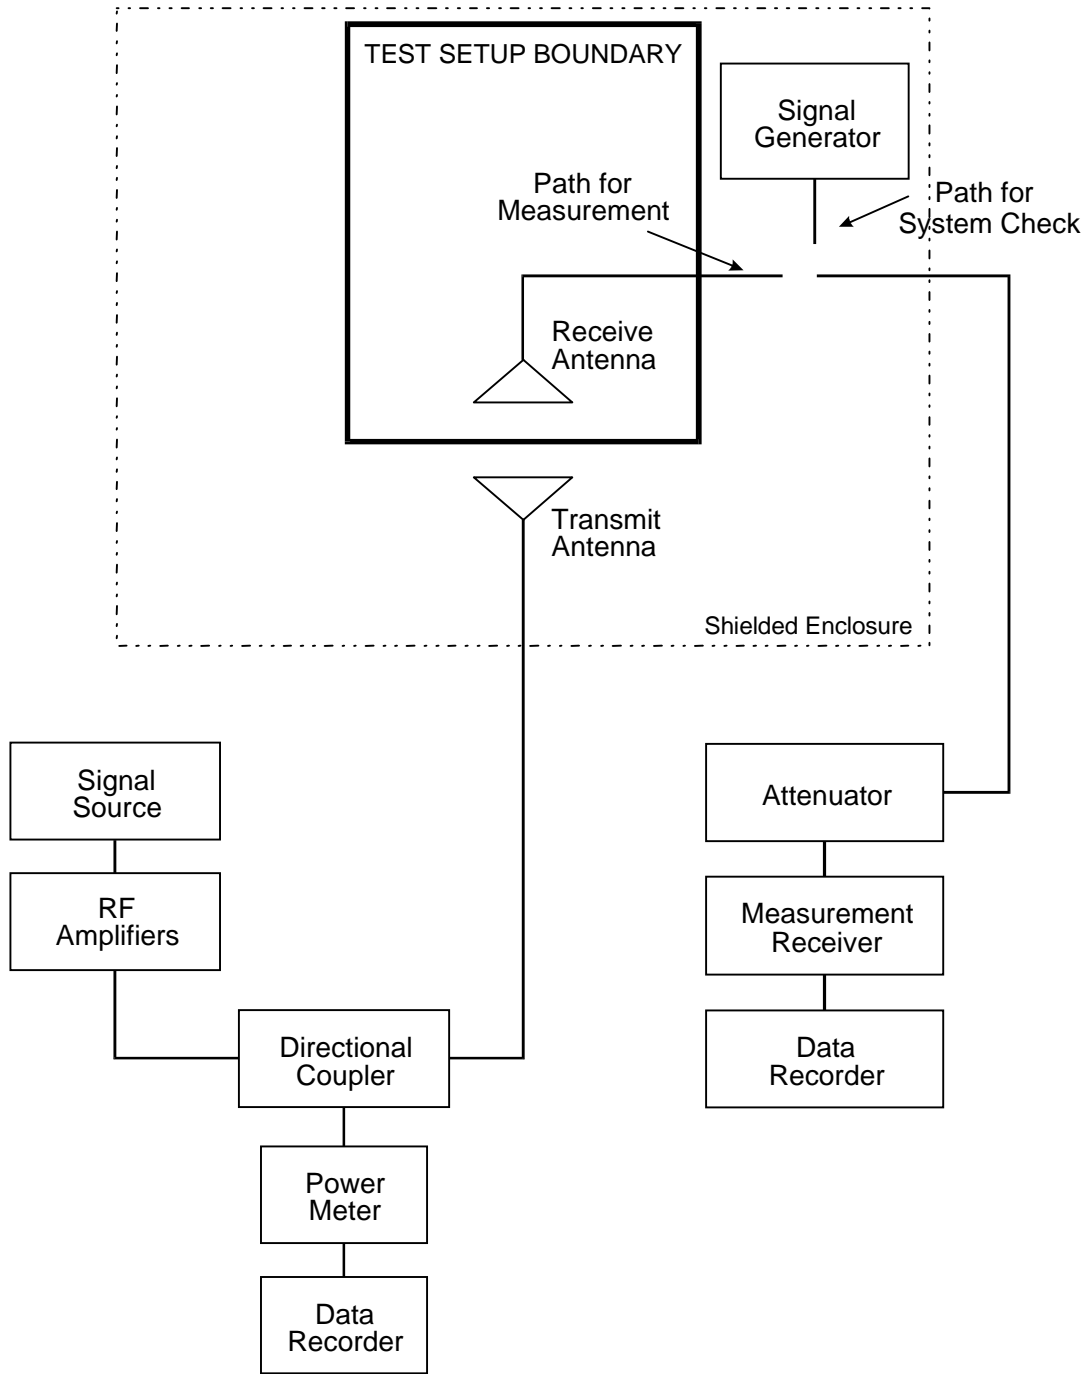 TEST SETUP BOUNDARY
Signal
Generator
Path for
Measurement
Path for
System Check
Receive
Antenna
Transmit
Antenna
Shielded Enclosure
Signal
Source
RF
Amplifiers
Directional
Coupler
Power
Meter
Data
Recorder
Attenuator
Measurement
Receiver
Data
Recorder